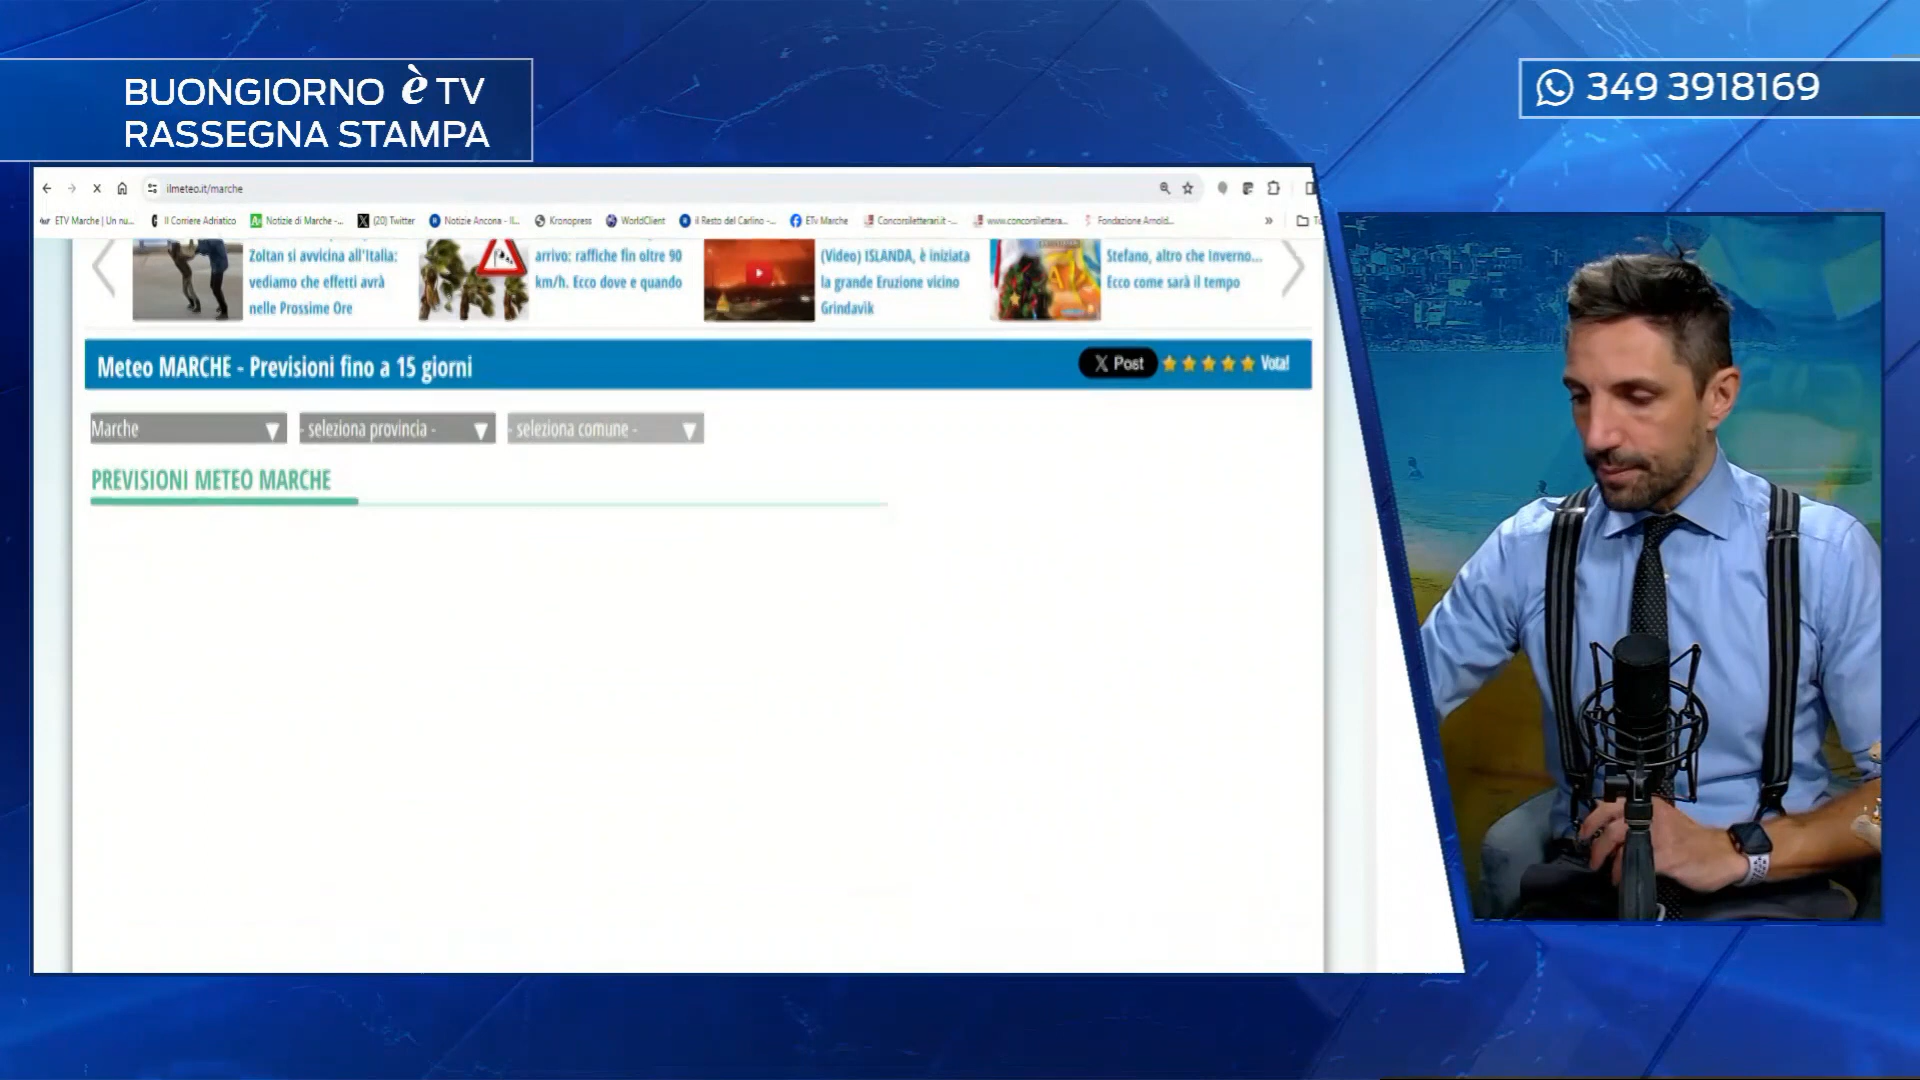 BUONGIORNO è TV
RASSEGNA STAMPA
349 3918169
ilmeteo.it/marche
ETV Marche | Un nu...
Il Corriere Adriatico
Notizie di Marche -...
(20) Twitter
Notizie Ancona - Il...
Kronopress
WorldClient
il Resto del Carlino -...
ETv Marche
Concorsiletterari.it -...
www.concorsilettera...
Fondazione Arnold...
»
Zoltan si avvicina all'Italia:
vediamo che effetti avrà
nelle Prossime Ore
arrivo: raffiche fin oltre 90
km/h. Ecco dove e quando
(Video) ISLANDA, è iniziata
la grande Eruzione vicino
Grindavik
Stefano, altro che Inverno...
Ecco come sarà il tempo
Meteo MARCHE - Previsioni fino a 15 giorni
X Post
Vota!
Marche
- seleziona provincia -
- seleziona comune -
PREVISIONI METEO MARCHE